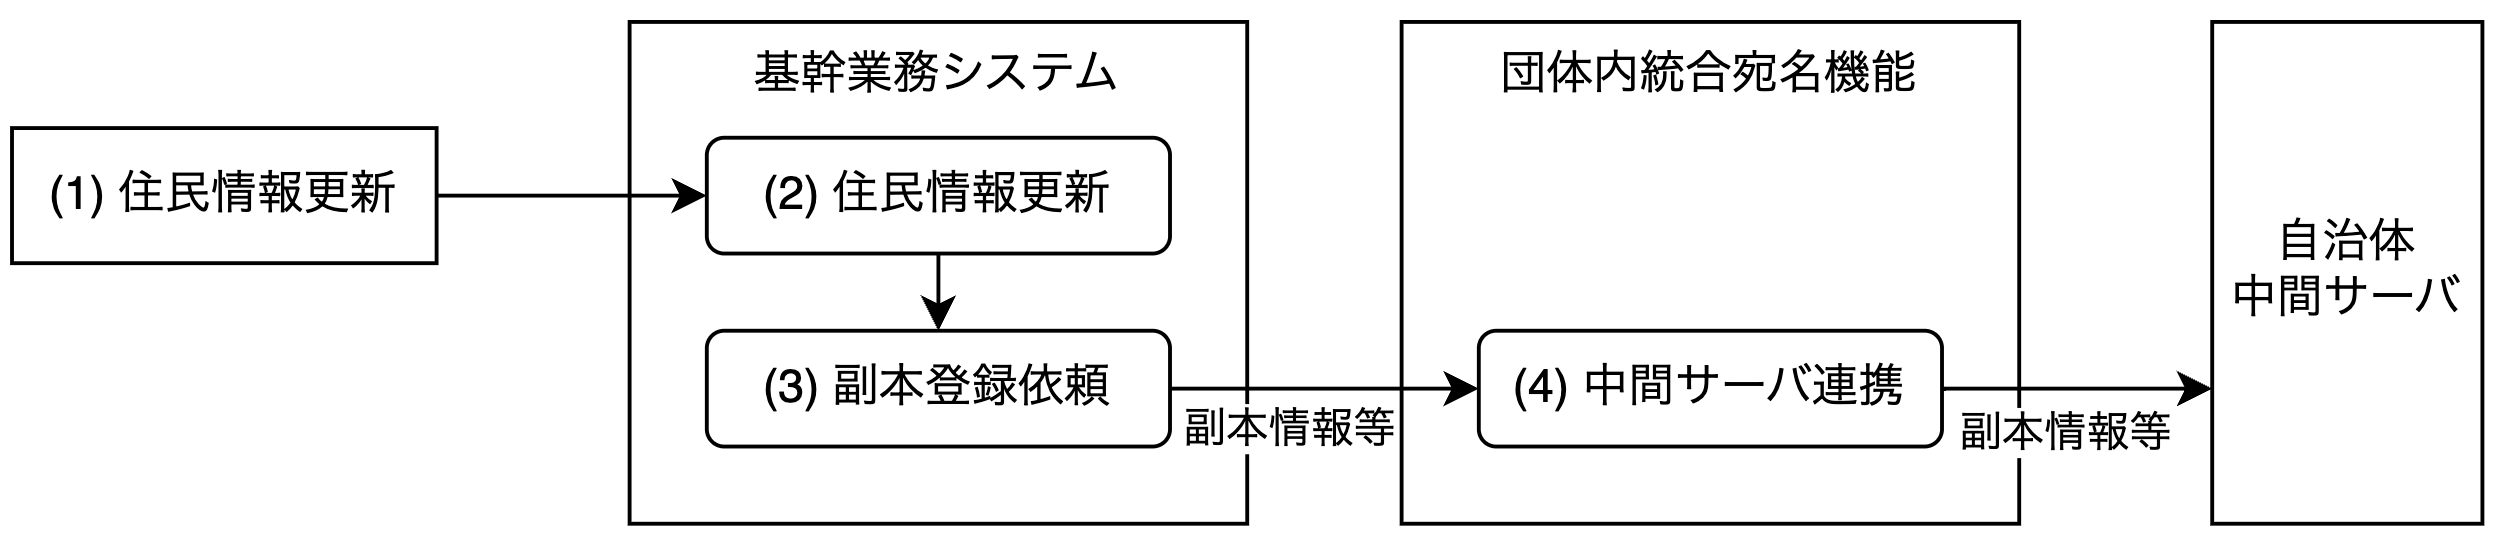 基幹業務システム
団体内統合宛名機能
(1) 住民情報更新
(2) 住民情報更新
自治体
中間サーバ
(3) 副本登録依頼
(4) 中間サーバ連携
副本情報等
副本情報等